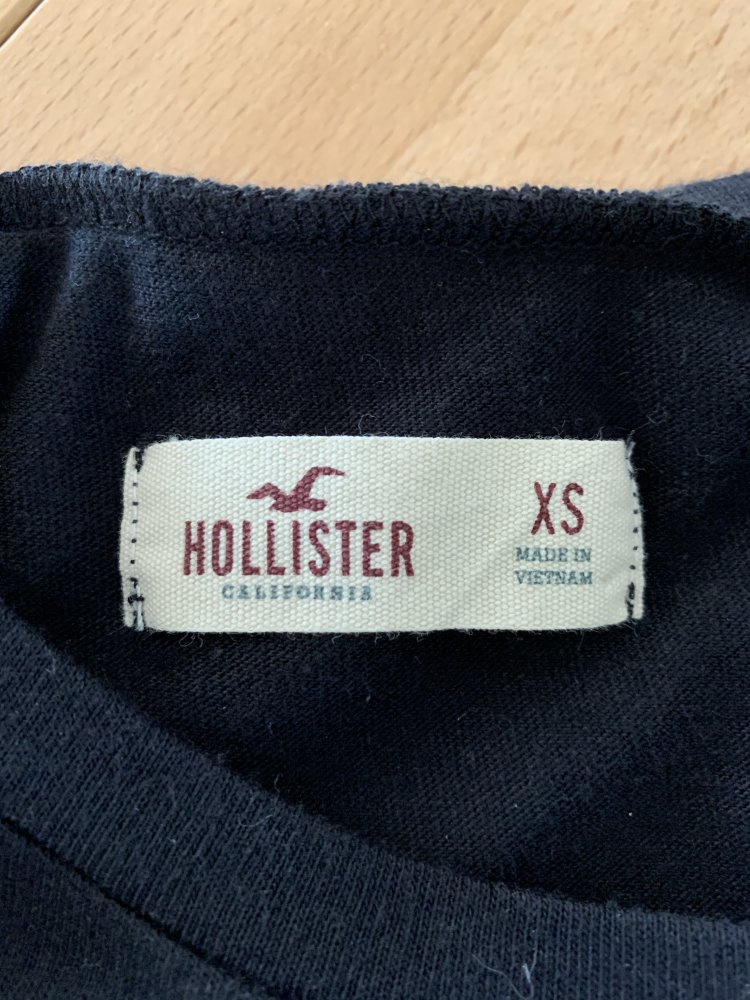 HOLLISTER
CALIFORNIA
XS
MADE IN
VIETNAM